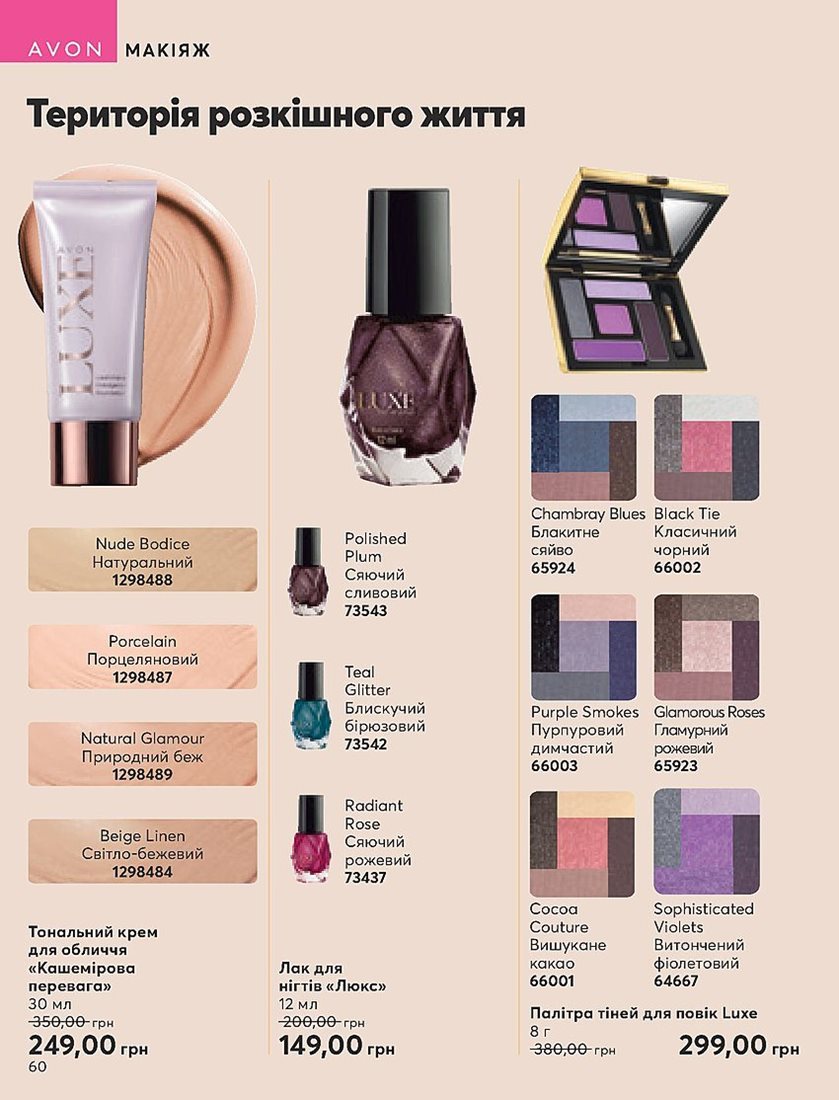 AVON МАКІЯЖ
Територія розкішного життя
AVON
LUXE
LUXE
12 ml
Nude Bodice
Натуральний
1298488
Porcelain
Порцеляновий
1298487
Natural Glamour
Природний беж
1298489
Beige Linen
Світло-бежевий
1298484
Тональний крем
для обличчя
«Кашемірова
перевага»
30 мл
350,00 грн
249,00 грн
60
Polished
Plum
Сяючий
сливовий
73543
Teal
Glitter
Блискучий
бірюзовий
73542
Radiant
Rose
Сяючий
рожевий
73437
Лак для
нігтів «Люкс»
12 мл
200,00 грн
149,00 грн
Chambray Blues
Блакитне
сяйво
65924
Black Tie
Класичний
чорний
66002
Purple Smokes
Пурпуровий
димчастий
66003
Glamorous Roses
Гламурний
рожевий
65923
Cocoa
Couture
Вишукане
какао
66001
Sophisticated
Violets
Витончений
фіолетовий
64667
Палітра тіней для повік Luxe
8 г
380,00 грн
299,00 грн